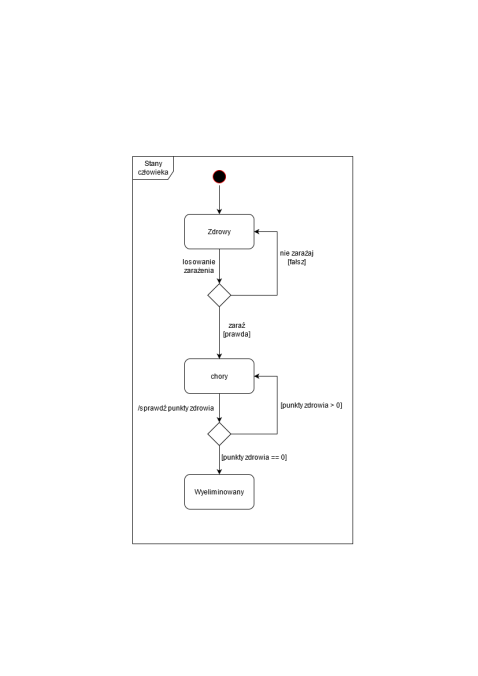 Stany
człowieka
Zdrowy
nie zarażaj
[fałsz]
losowanie
zarażenia
zaraź
[prawda]
chory
/sprawdź punkty zdrowia
[punkty zdrowia > 0]
[punkty zdrowia == 0]
Wyeliminowany